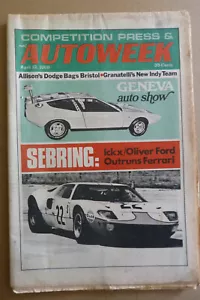 COMPETITION PRESS &
AUTOWEEK
Allison's Dodge Bags Bristol • Granatelli's New Indy Team
GENEVA
auto show
SEBRING:
Ickx/Oliver Ford
Outruns Ferrari
22